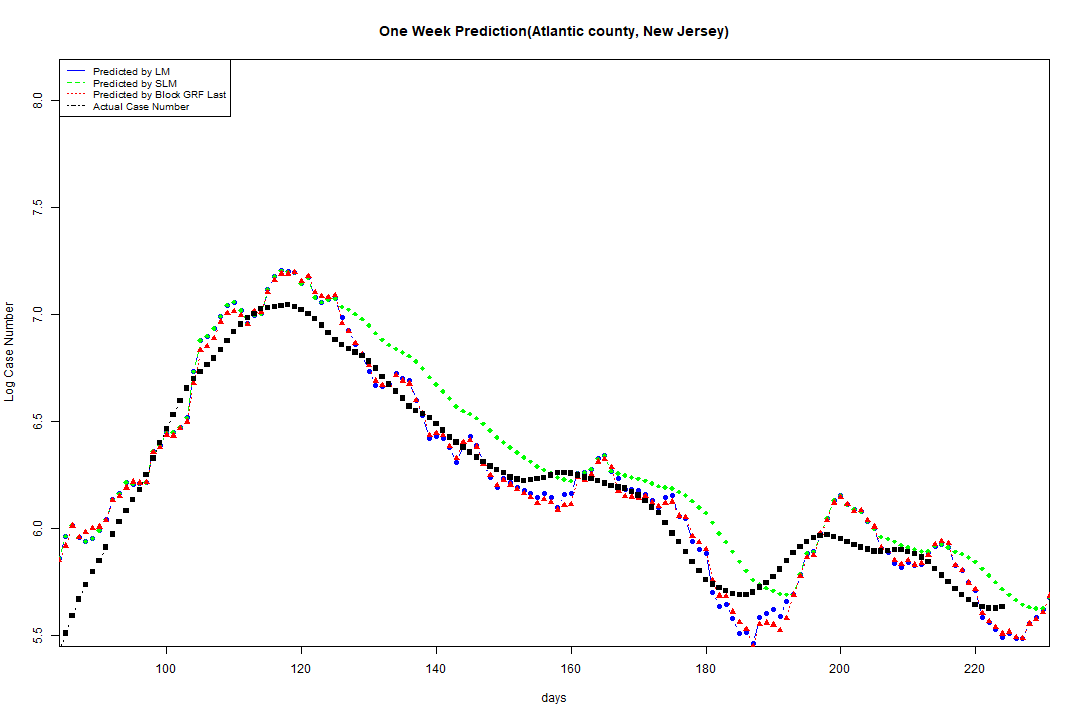 One Week Prediction(Atlantic county, New Jersey)
Predicted by LM
Predicted by SLM
Predicted by Block GRF Last
Actual Case Number
8.0
7.5
7.0
6.5
6.0
5.5
Log Case Number
100 120 140 160 180 200 220
days